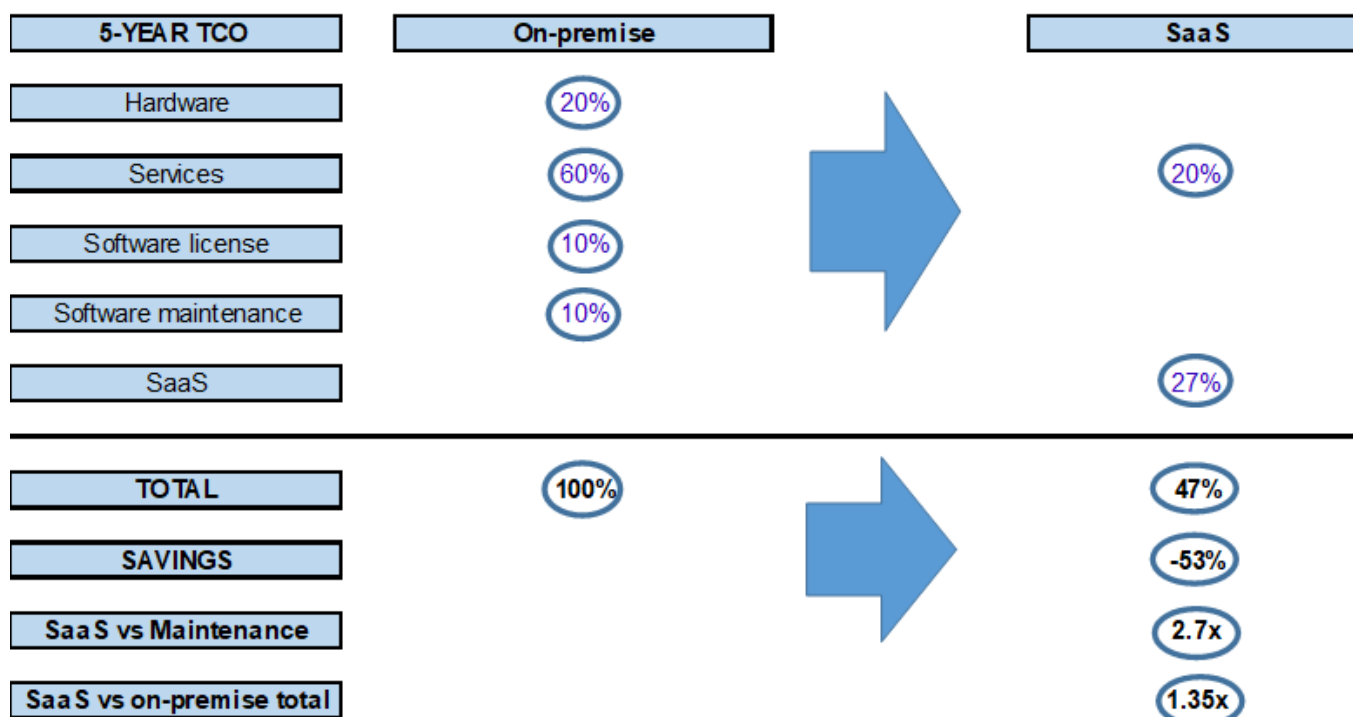 5-YEAR TCO On-premise SaaS
Hardware 20%
Services 60% 20%
Software license 10%
Software maintenance 10%
SaaS 27%
TOTAL 100% 47%
SAVINGS -53%
SaaS vs Maintenance 2.7x
SaaS vs on-premise total 1.35x